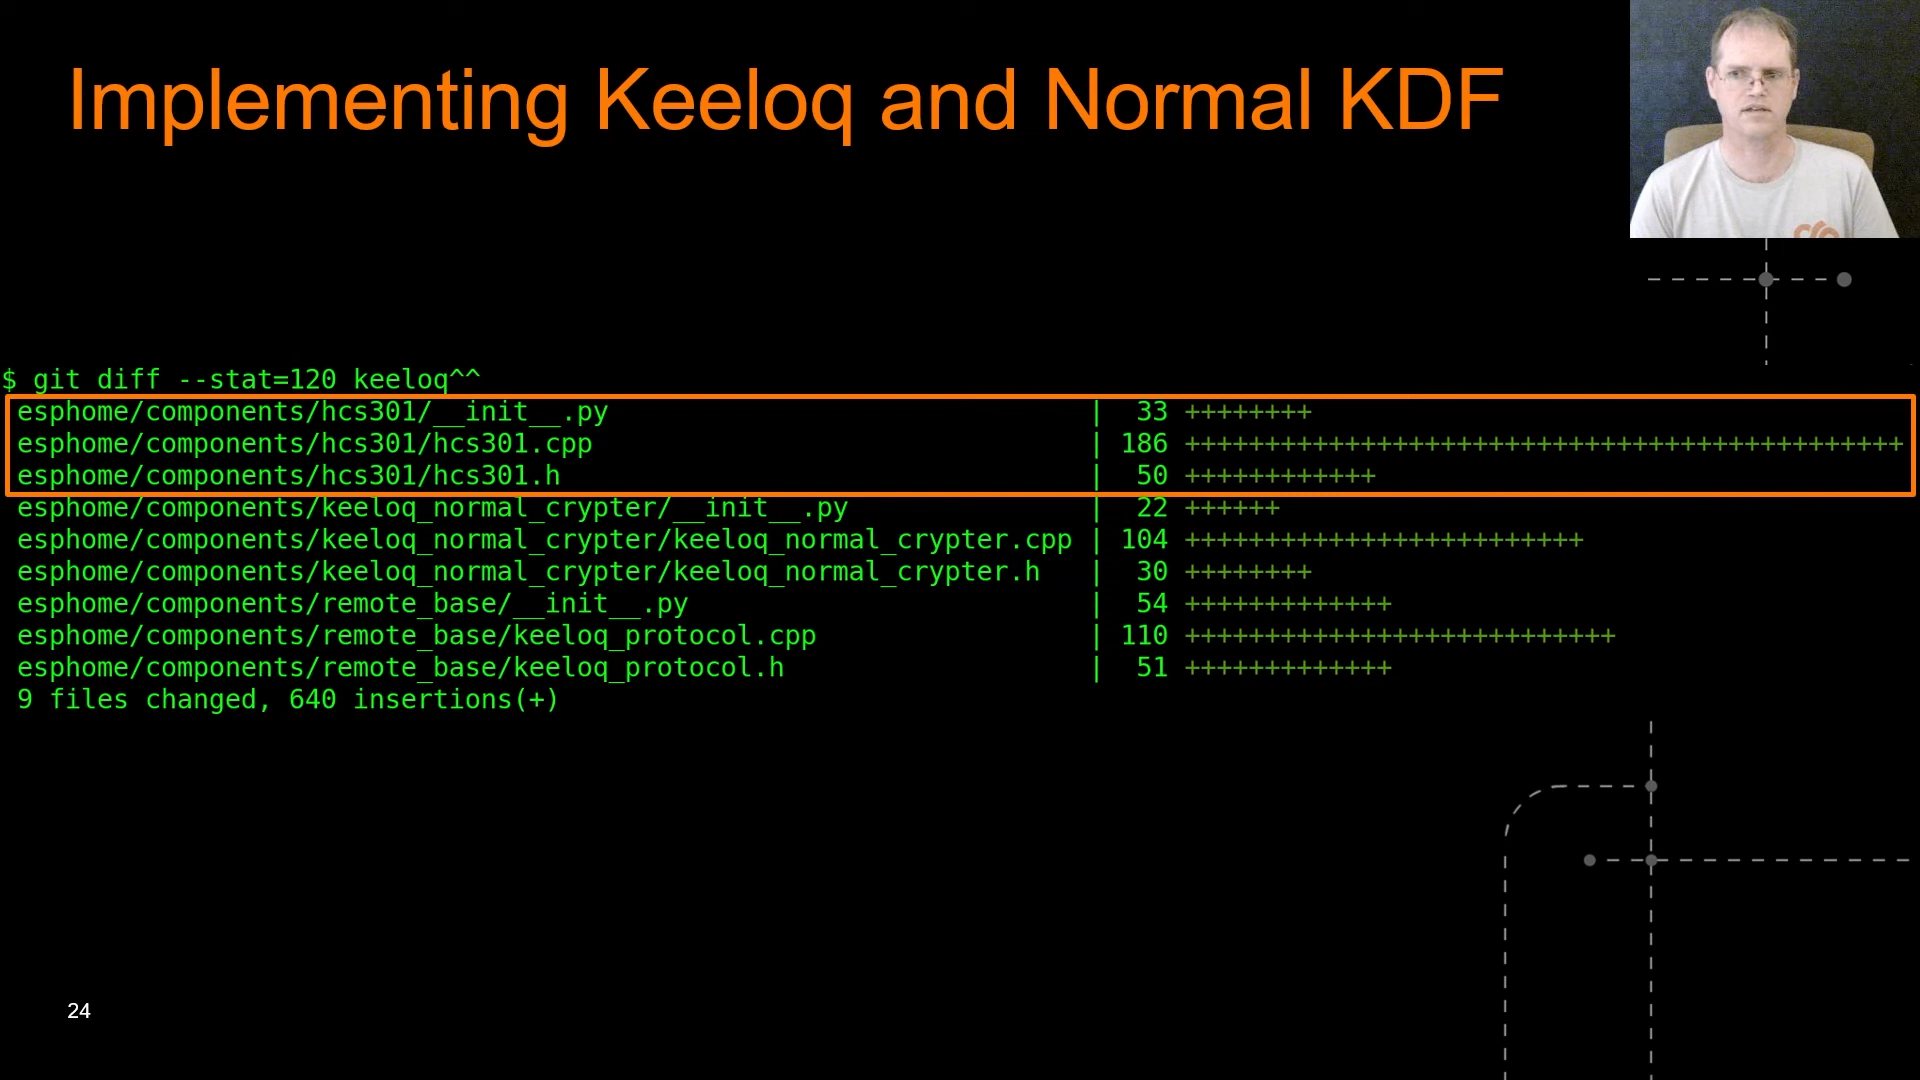 Implementing Keeloq and Normal KDF
$ git diff --stat=120 keeloq^^
esphome/components/hcs301/__init__.py | 33 ++++++++
esphome/components/hcs301/hcs301.cpp | 186 +++++++++++++++++++++++++++++++++++++++++++++
esphome/components/hcs301/hcs301.h | 50 ++++++++++++
esphome/components/keeloq_normal_crypter/__init__.py | 22 ++++++
esphome/components/keeloq_normal_crypter/keeloq_normal_crypter.cpp | 104 +++++++++++++++++++++++++
esphome/components/keeloq_normal_crypter/keeloq_normal_crypter.h | 30 ++++++++
esphome/components/remote_base/__init__.py | 54 +++++++++++++
esphome/components/remote_base/keeloq_protocol.cpp | 110 +++++++++++++++++++++++++++
esphome/components/remote_base/keeloq_protocol.h | 51 +++++++++++++
9 files changed, 640 insertions(+)
24